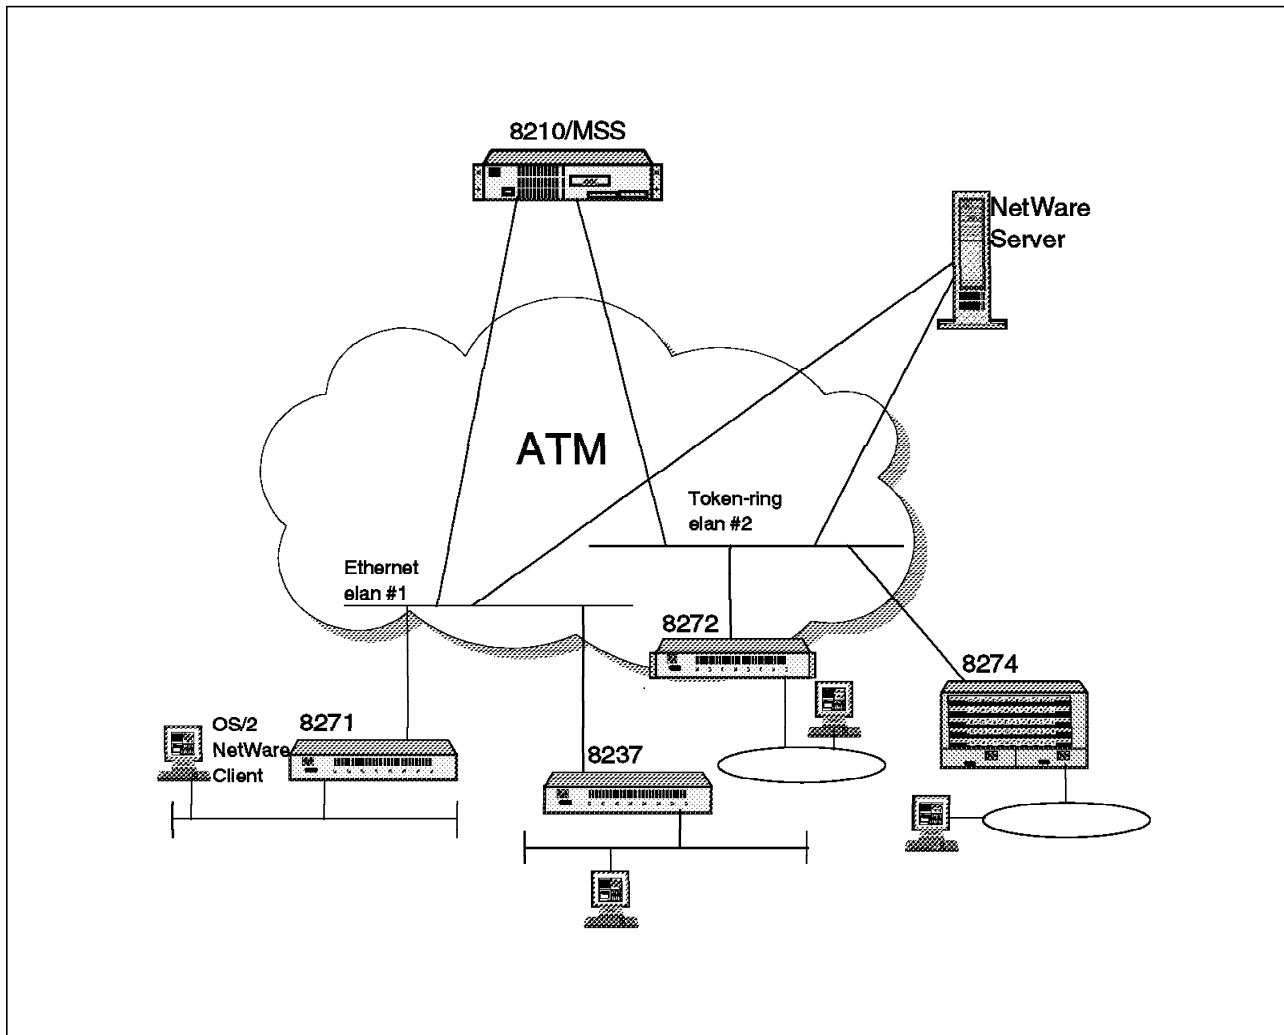 8210/MSS
NetWare
Server
ATM
Token-ring
elan #2
Ethernet
elan #1
8272
8274
OS/2
NetWare
Client
8271
8237